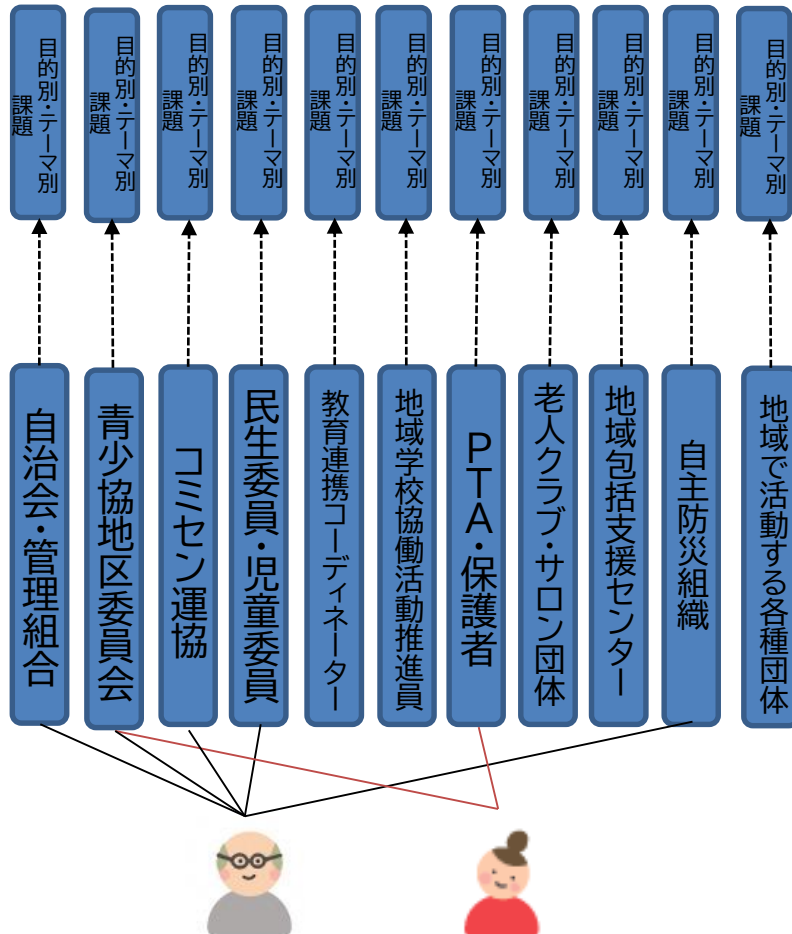 目的別・テーマ別
課題
目的別・テーマ別
課題
目的別・テーマ別
課題
目的別・テーマ別
課題
目的別・テーマ別
課題
目的別・テーマ別
課題
目的別・テーマ別
課題
目的別・テーマ別
課題
目的別・テーマ別
課題
目的別・テーマ別
課題
目的別・テーマ別
課題
自治会・管理組合
青少協地区委員会
コミセン運協
民生委員・児童委員
教育連携コーディネーター
地域学校協働活動推進員
PTA・保護者
老人クラブ・サロン団体
地域包括支援センター
自主防災組織
地域で活動する各種団体